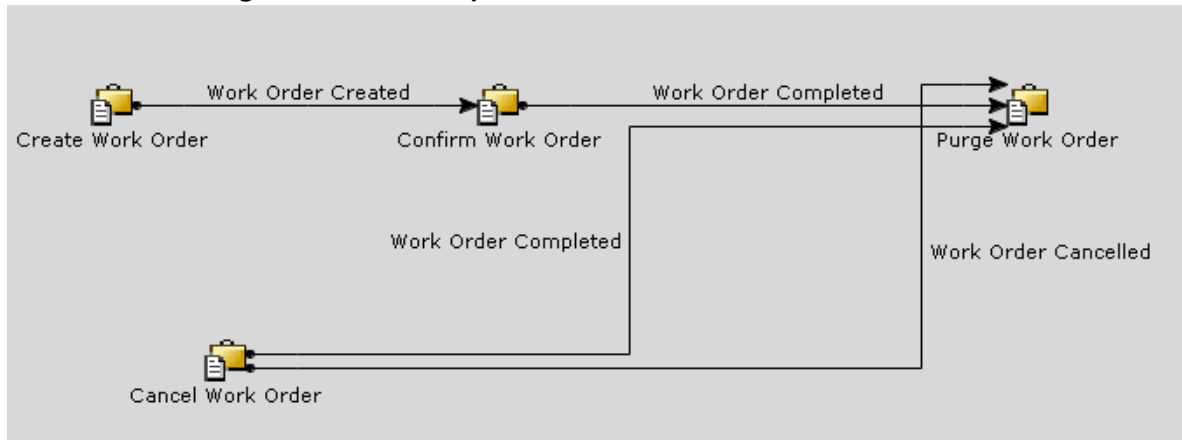 Work Order Created
Work Order Completed
Create Work Order
Confirm Work Order
Purge Work Order
Work Order Completed
Work Order Cancelled
Cancel Work Order